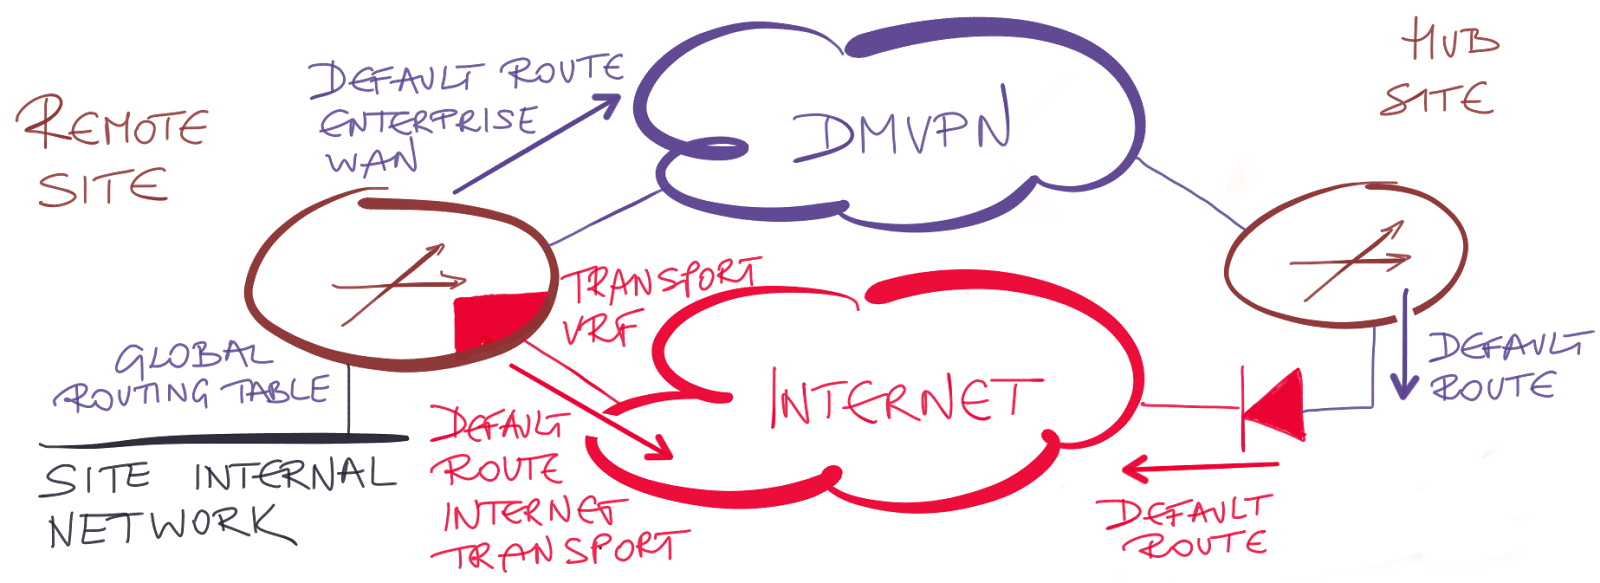 REMOTE
SITE
DEFAULT ROUTE
ENTERPRISE
WAN
DMVPN
HUB
SITE
TRANSPORT
VRF
GLOBAL
ROUTING TABLE
SITE INTERNAL
NETWORK
DEFAULT
ROUTE
INTERNET
TRANSPORT
INTERNET
DEFAULT
ROUTE
DEFAULT
ROUTE